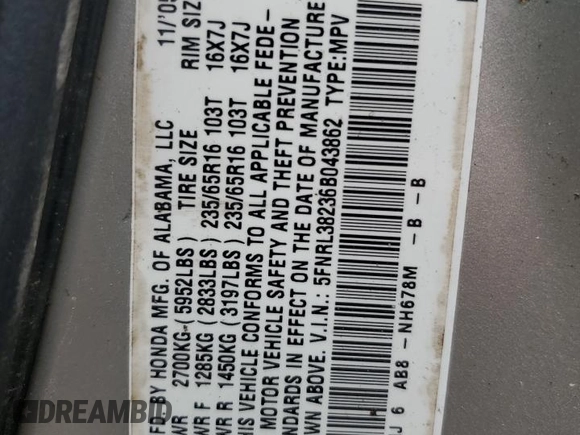 FD. BY HONDA MFG. OF ALABAMA, LLC 11/'05
WR 2700KG (5952LBS) TIRE SIZE RIM SIZ
WR F 1285KG (2833LBS) 235/65R16 103T 16X7J
WR R 1450KG (3197LBS) 235/65R16 103T 16X7J
HIS VEHICLE CONFORMS TO ALL APPLICABLE FEDE-
MOTOR VEHICLE SAFETY AND THEFT PREVENTION
NDARDS IN EFFECT ON THE DATE OF MANUFACTURE
WN ABOVE. V.I.N.: 5FNRL38236B043862 TYPE:MPV
J 6 AB8 -NH678M - B - B
DREAMBID